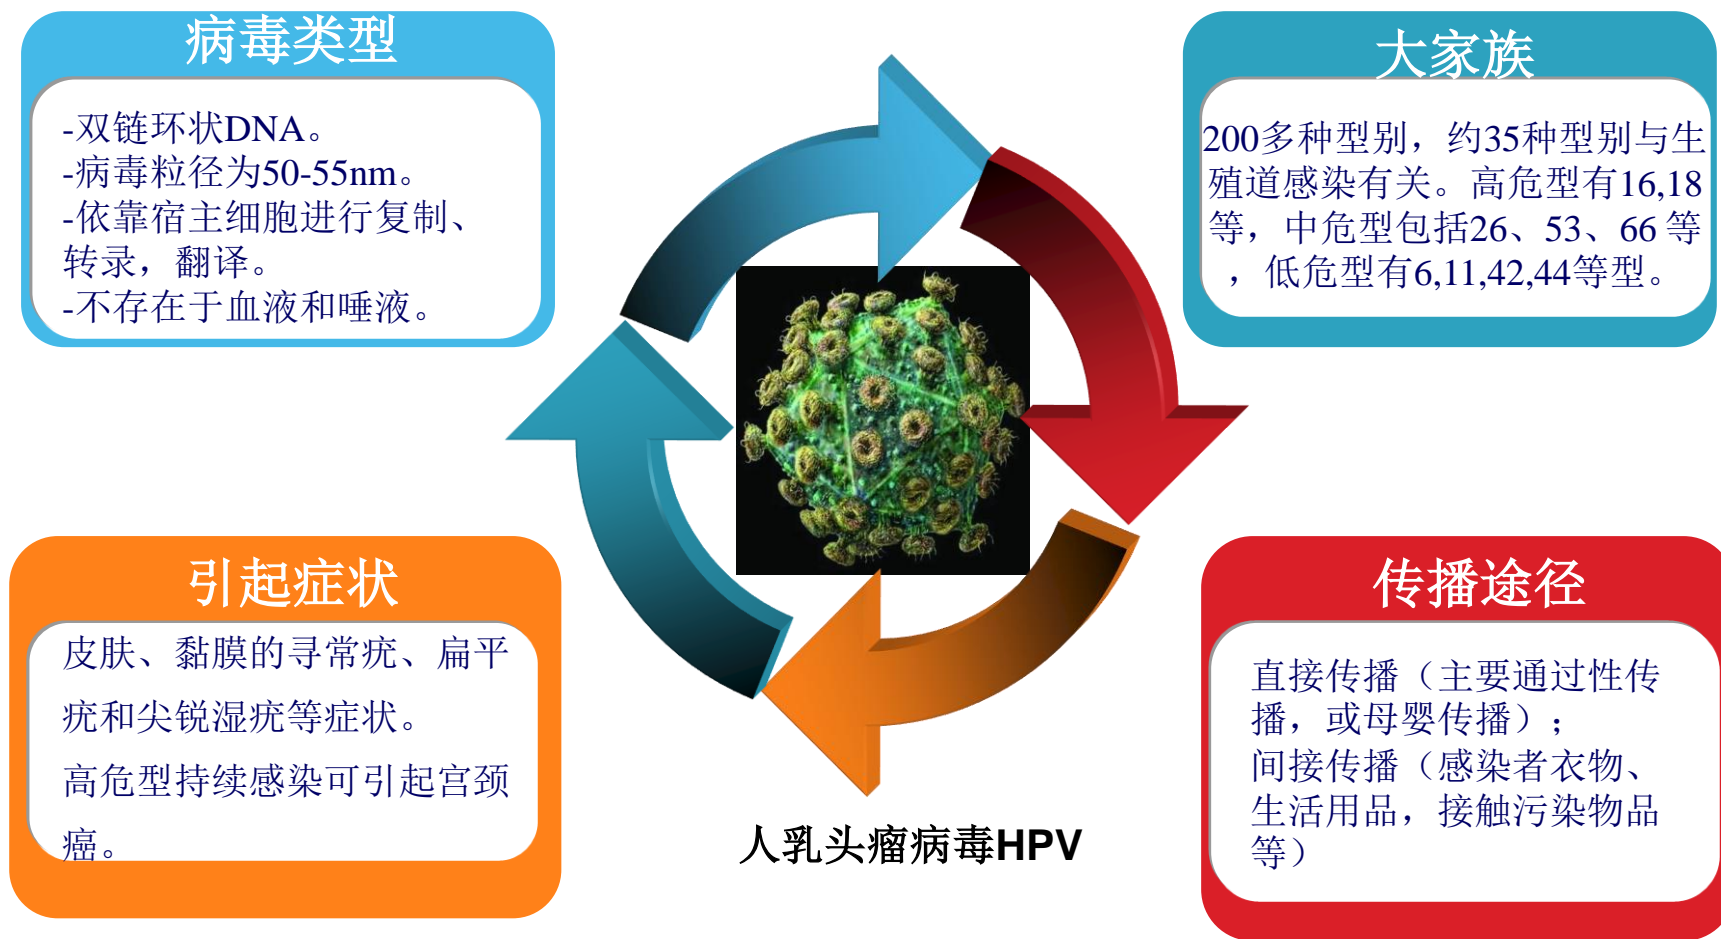 病毒类型
-双链环状DNA。
-病毒粒径为50-55nm。
-依靠宿主细胞进行复制、
转录，翻译。
-不存在于血液和唾液。
大家族
200多种型别，约35种型别与生
殖道感染有关。高危型有16,18
等，中危型包括26、53、66 等
，低危型有6,11,42,44等型。
引起症状
皮肤、黏膜的寻常疣、扁平
疣和尖锐湿疣等症状。
高危型持续感染可引起宫颈
癌。
传播途径
直接传播（主要通过性传
播，或母婴传播）；
间接传播（感染者衣物、
生活用品，接触污染物品
等）
人乳头瘤病毒HPV